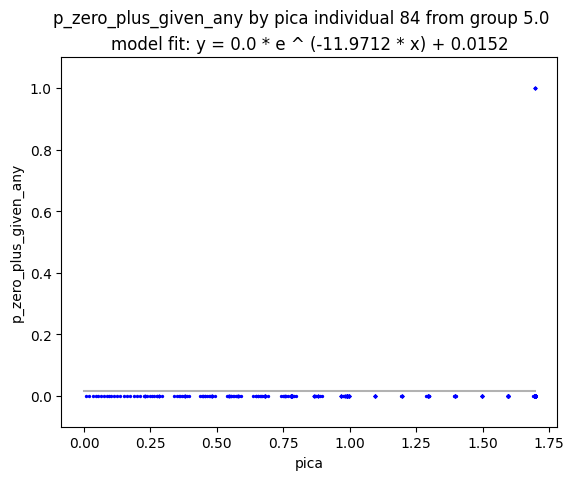 p_zero_plus_given_any by pica individual 84 from group 5.0
model fit: y = 0.0 * e ^ (-11.9712 * x) + 0.0152
p_zero_plus_given_any
1.0
0.8
0.6
0.4
0.2
0.0
0.00 0.25 0.50 0.75 1.00 1.25 1.50 1.75
pica